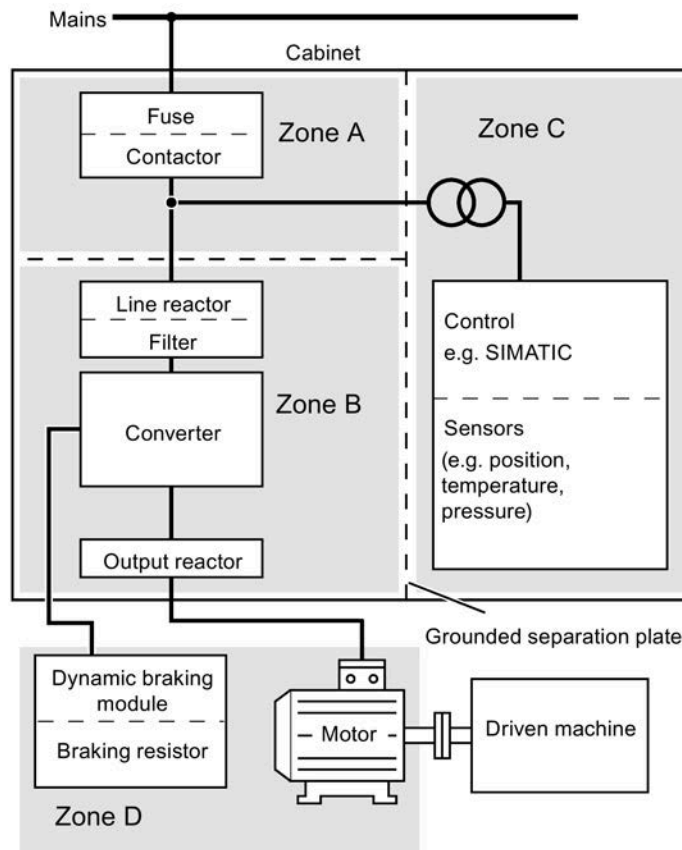 Mains
Cabinet
Fuse
Contactor
Zone A
Zone C
Line reactor
Filter
Zone B
Converter
Output reactor
Control
e.g. SIMATIC
Sensors
(e.g. position,
temperature,
pressure)
Grounded separation plate
Dynamic braking
module
Braking resistor
Zone D
Motor
Driven machine